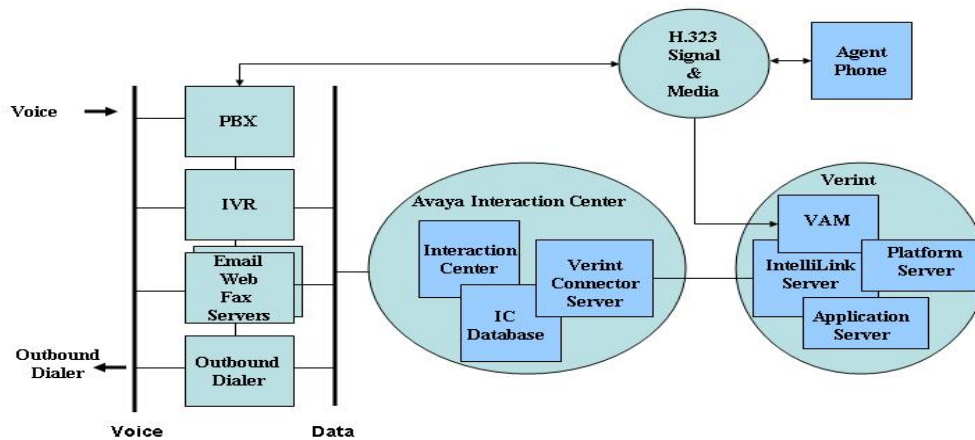 H.323
Signal
&
Media
Agent
Phone
Voice
PBX
IVR
Email
Web
Fax
Servers
Outbound
Dialer
Outbound
Dialer
Voice
Data
Avaya Interaction Center
Interaction
Center
IC
Database
Verint
Connector
Server
Verint
VAM
IntelliLink
Server
Platform
Server
Application
Server